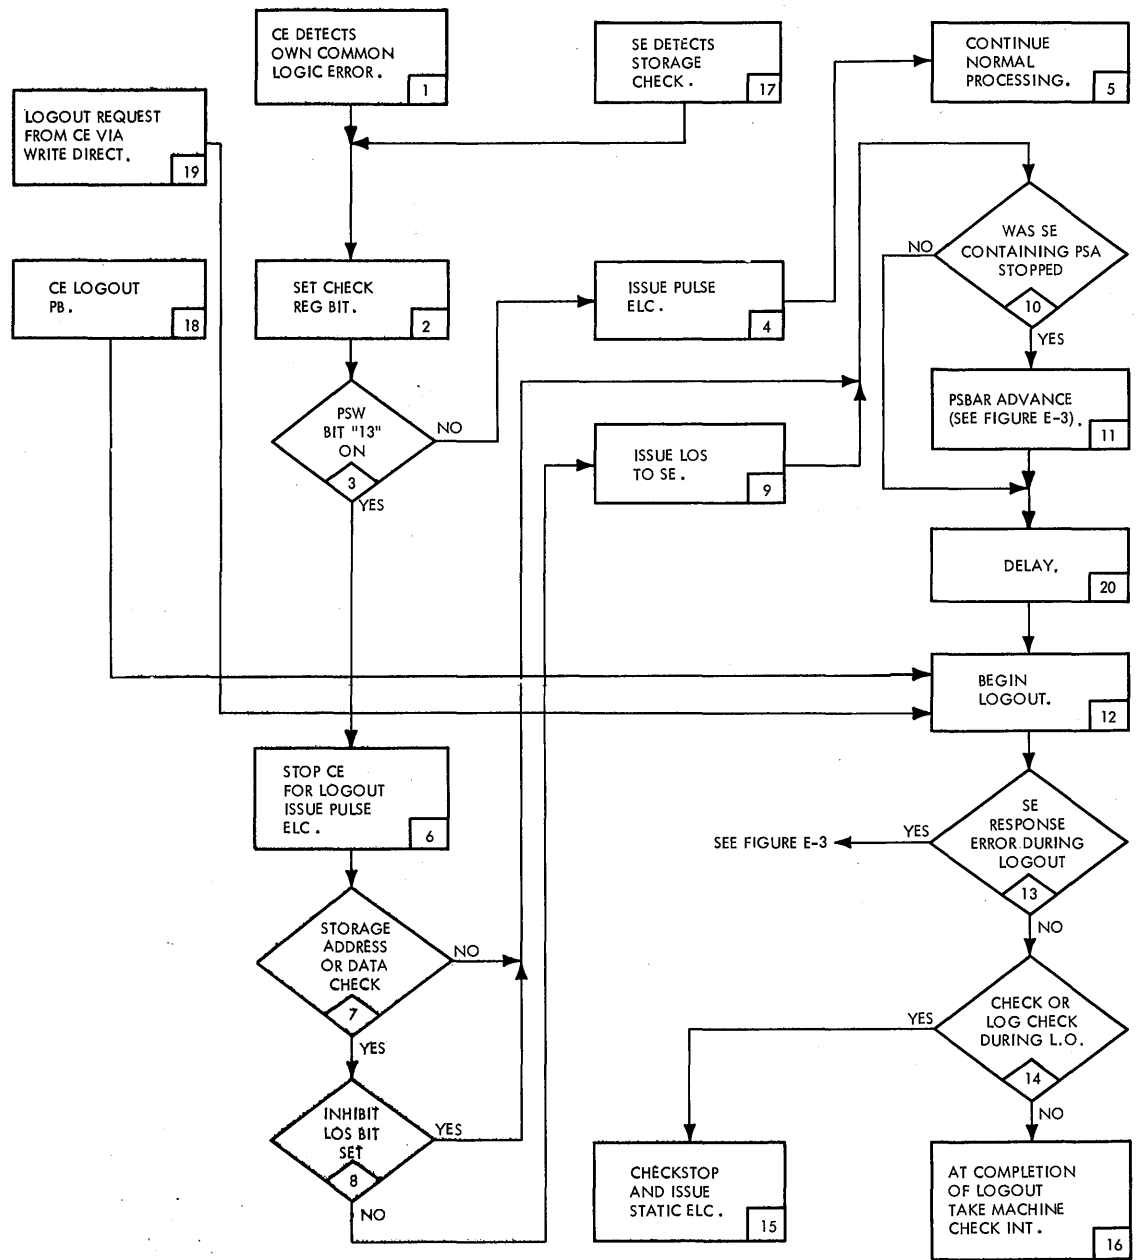 CE DETECTS
OWN COMMON
LOGIC ERROR.
1
SE DETECTS
STORAGE
CHECK.
17
CONTINUE
NORMAL
PROCESSING.
5
LOGOUT REQUEST
FROM CE VIA
WRITE DIRECT.
19
CE LOGOUT
PB.
18
SET CHECK
REG BIT.
2
ISSUE PULSE
ELC.
4
NO
WAS SE
CONTAINING PSA
STOPPED
10
YES
PSW
BIT "13"
ON
3
NO
YES
ISSUE LOS
TO SE.
9
PSBAR ADVANCE
(SEE FIGURE E-3).
11
DELAY.
20
BEGIN
LOGOUT.
12
STOP CE
FOR LOGOUT
ISSUE PULSE
ELC.
6
SEE FIGURE E-3
YES
SE
RESPONSE
ERROR DURING
LOGOUT
13
NO
STORAGE
ADDRESS
OR DATA
CHECK
7
NO
YES
YES
CHECK OR
LOG CHECK
DURING L.O.
14
NO
INHIBIT
LOS BIT
SET
8
YES
NO
CHECKSTOP
AND ISSUE
STATIC ELC.
15
AT COMPLETION
OF LOGOUT
TAKE MACHINE
CHECK INT.
16